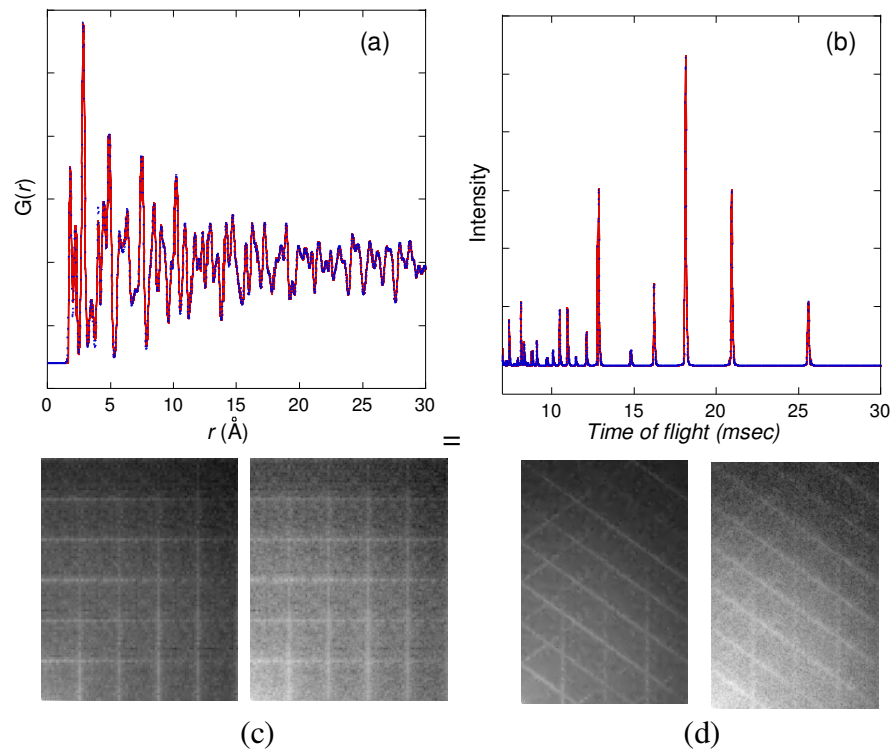 (a)
G(r)
0 5 10 15 20 25 30
r (Å)
(b)
Intensity
10 15 20 25 30
Time of flight (msec)
=
(c)
(d)